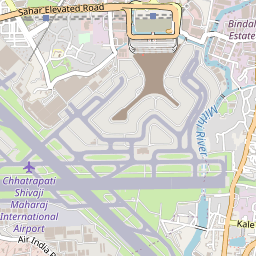 Sahar Elevated Road
Bindal
Estate
Mithi River
Chhatrapati
Shivaji
Maharaj
International
Airport
Air India R
Kale